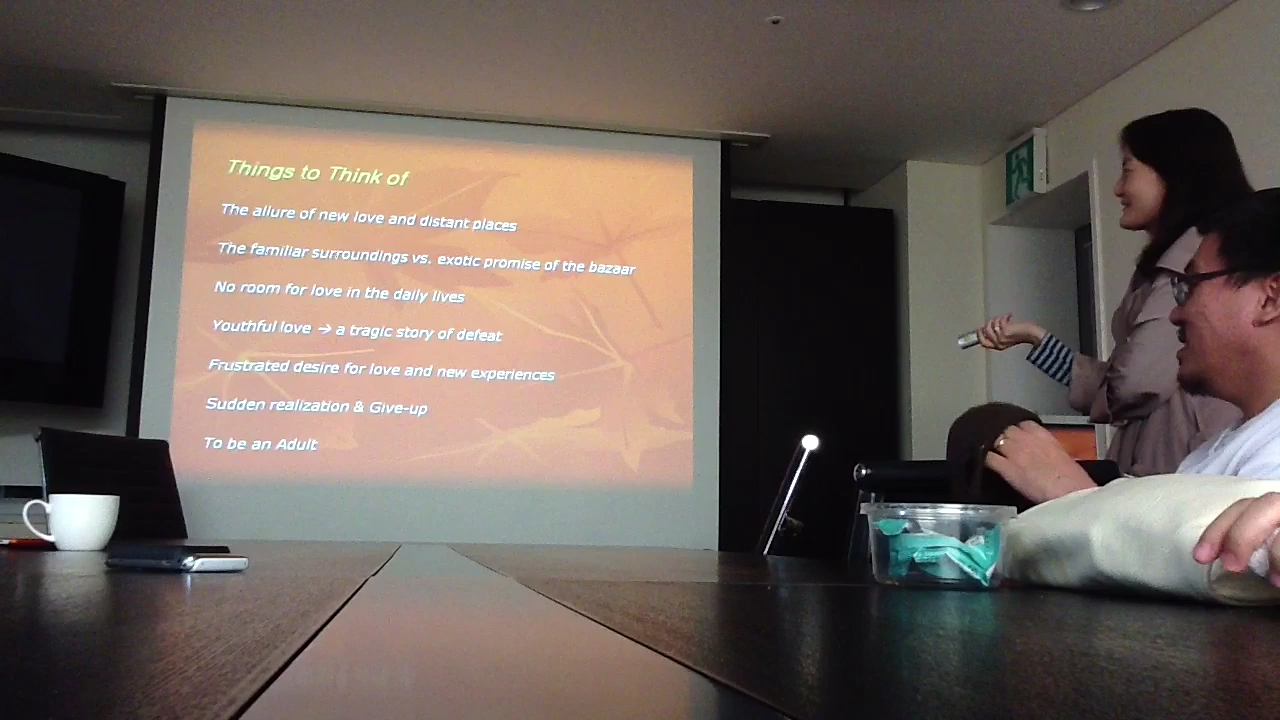 Things to Think of
The allure of new love and distant places
The familiar surroundings vs. exotic promise of the bazaar
No room for love in the daily lives
Youthful love → a tragic story of defeat
Frustrated desire for love and new experiences
Sudden realization & Give-up
To be an Adult